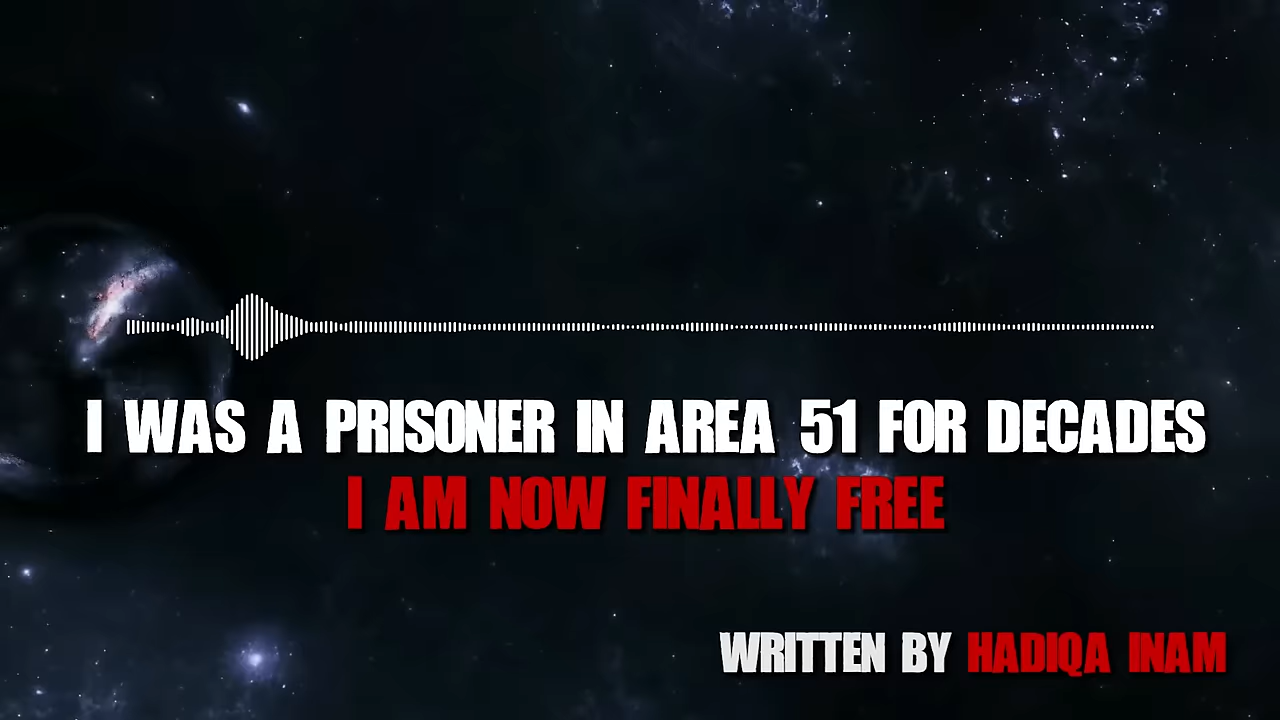 I WAS A PRISONER IN AREA 51 FOR DECADES
I AM NOW FINALLY FREE
WRITTEN BY HADIQA INAM